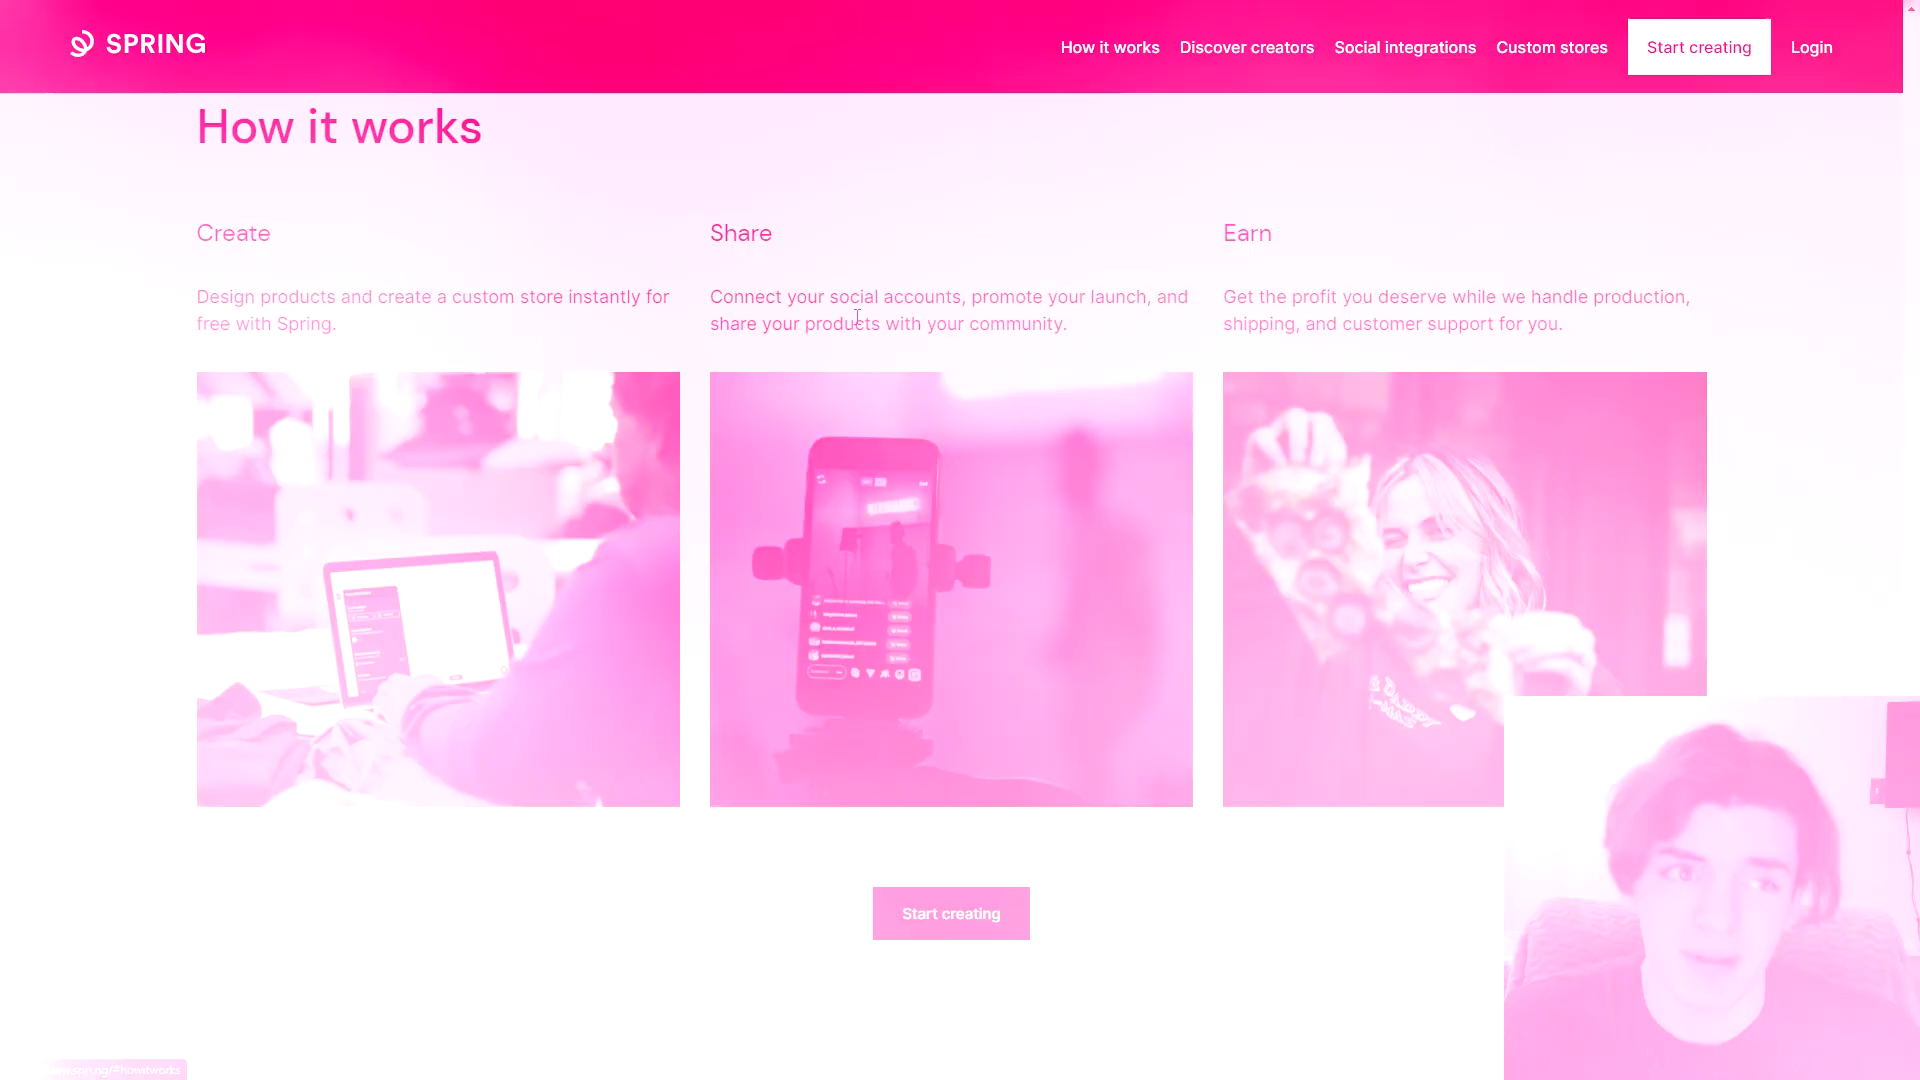 SPRING
How it works
Discover creators
Social integrations
Custom stores
Start creating
Login
How it works
Create
Share
Earn
Design products and create a custom store instantly for
free with Spring.
Connect your social accounts, promote your launch, and
share your products with your community.
Get the profit you deserve while we handle production,
shipping, and customer support for you.
Start creating